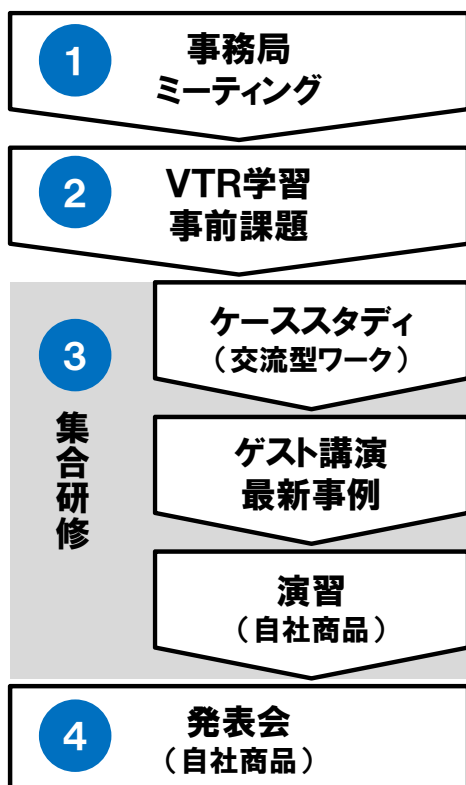 1
事務局
ミーティング
2
VTR学習
事前課題
3
集合研修
ケーススタディ
（交流型ワーク）
ゲスト講演
最新事例
演習
（自社商品）
4
発表会
（自社商品）